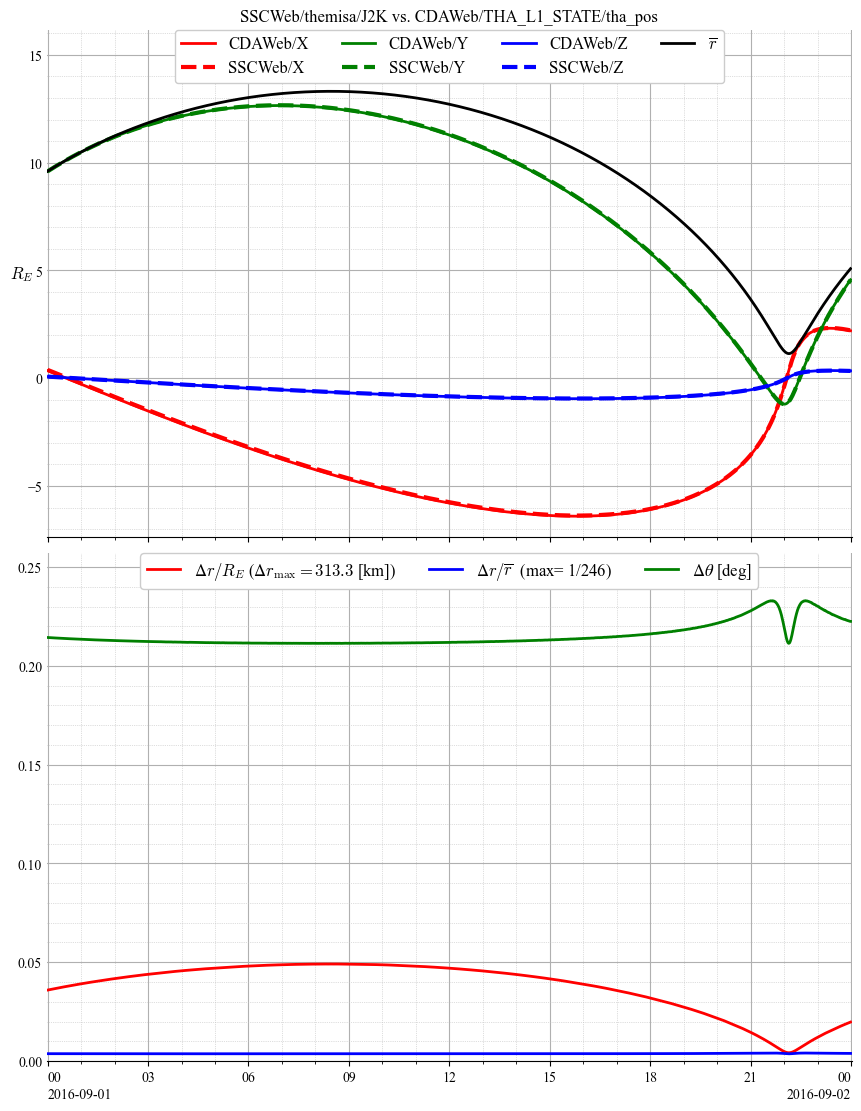 SSCWeb/themisa/J2K vs. CDAWeb/THA_L1_STATE/tha_pos
CDAWeb/X CDAWeb/Y CDAWeb/Z r̅
SSCWeb/X SSCWeb/Y SSCWeb/Z
15
10
R_E 5
0
−5
Δr/R_E (Δr_max = 313.3 [km]) Δr/r̅ (max= 1/246) Δθ [deg]
0.25
0.20
0.15
0.10
0.05
0.00
00 03 06 09 12 15 18 21 00
2016-09-01 2016-09-02